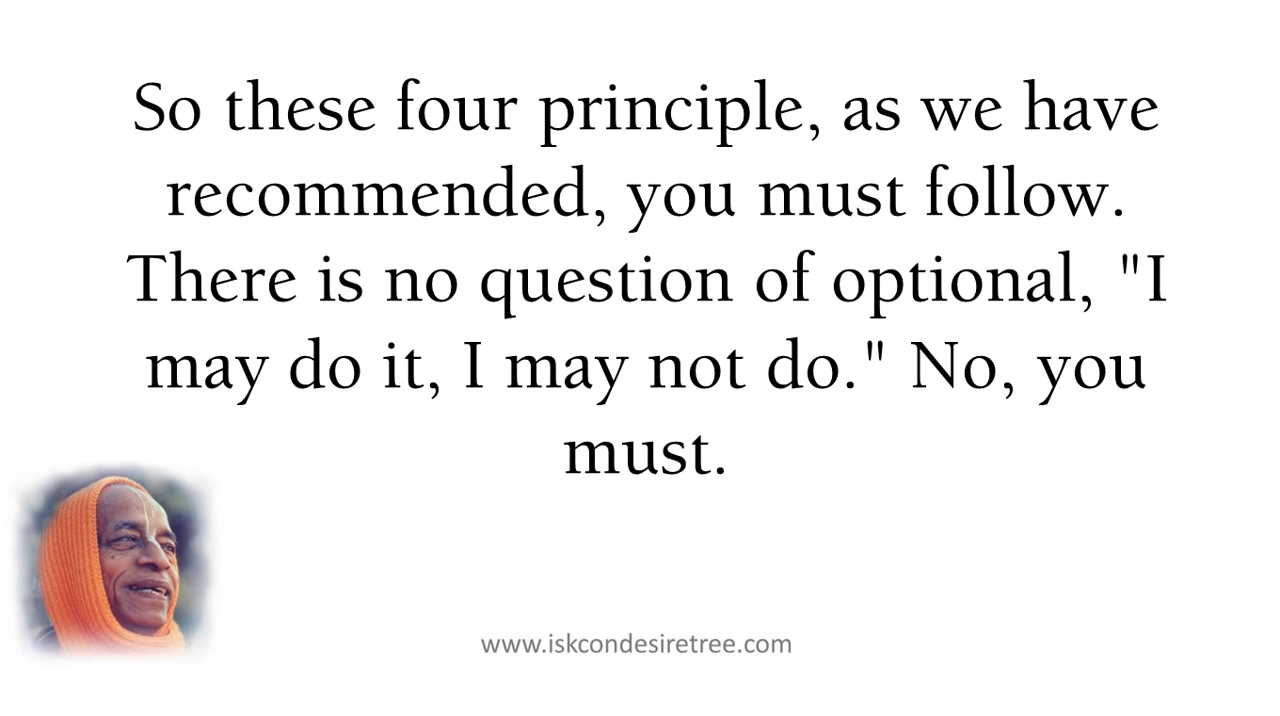 So these four principle, as we have
recommended, you must follow.
There is no question of optional, "I
may do it, I may not do." No, you
must.
www.iskcondesiretree.com